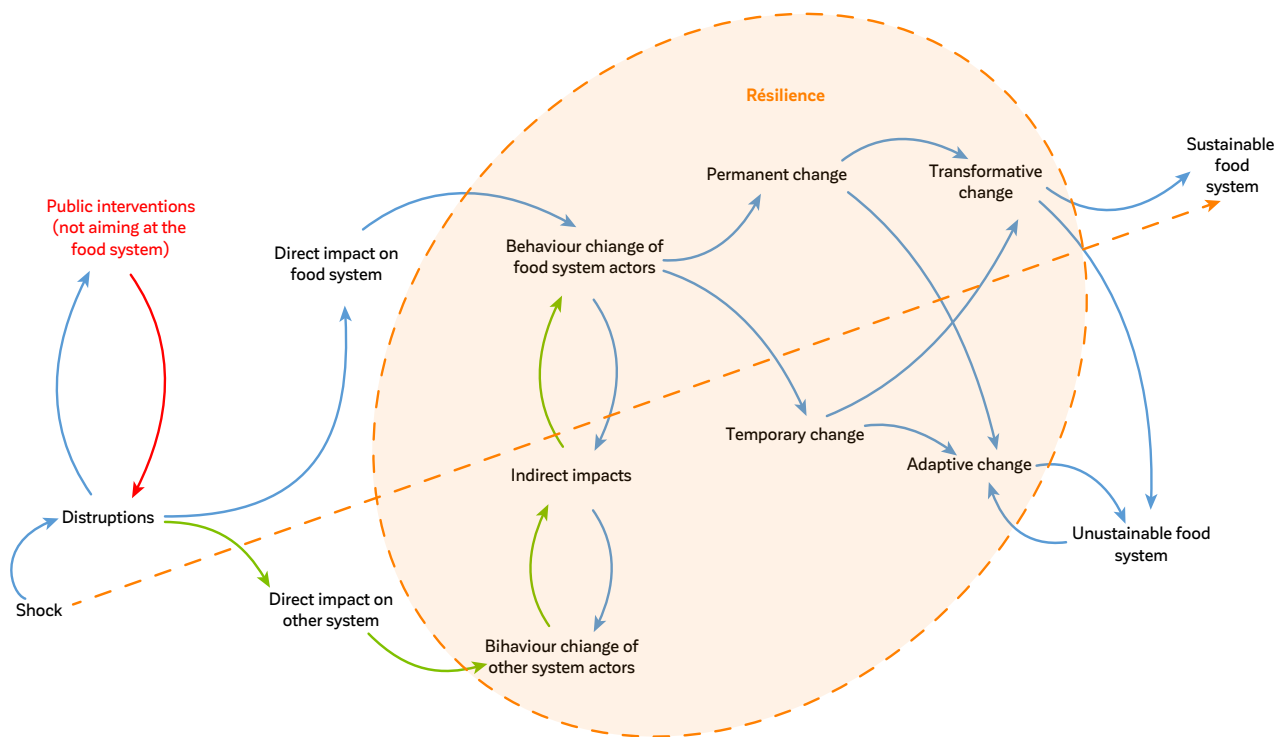 Résilience
Sustainable
food
system
Permanent change
Transformative
change
Public interventions
(not aiming at the
food system)
Direct impact on
food system
Behaviour chiange of
food system actors
Temporary change
Indirect impacts
Adaptive change
Distruptions
Unustainable food
system
Shock
Direct impact on
other system
Bihaviour chiange of
other system actors